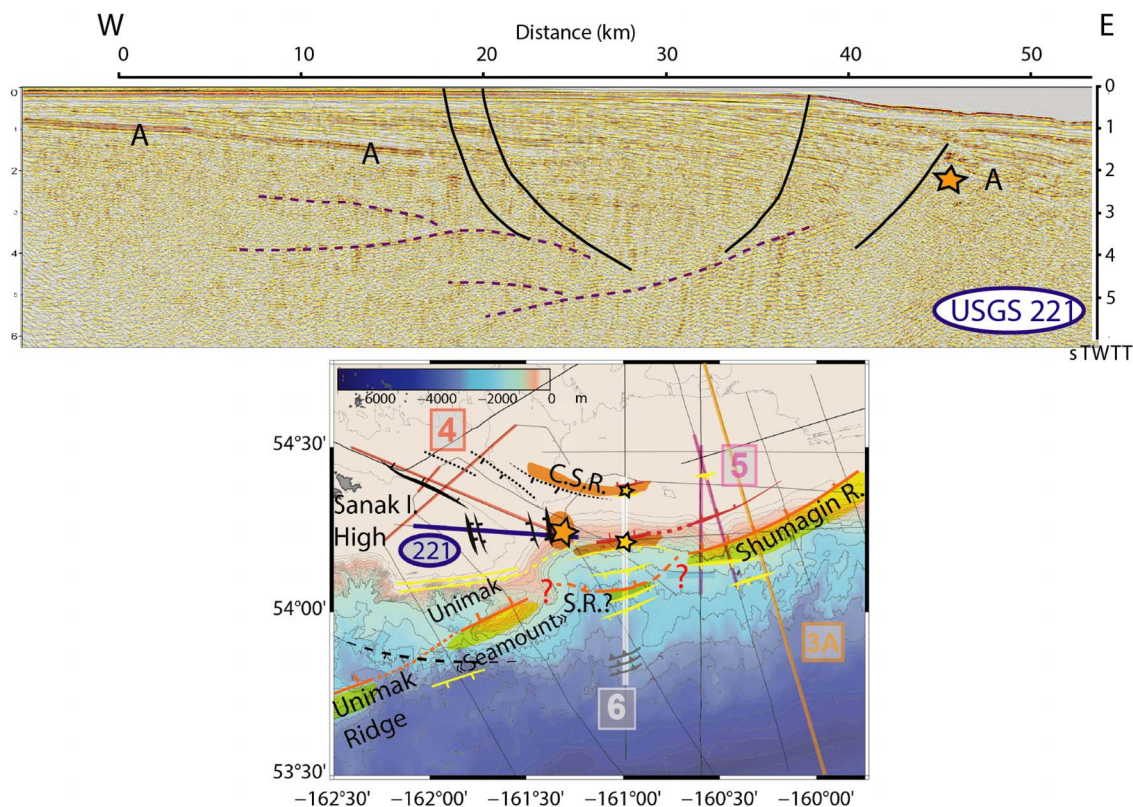 W
E
Distance (km)
0 10 20 30 40 50
0
1
2
3
4
5
6
0
1
2
3
4
5
s TWTT
A
A
A
USGS 221
-6000 -4000 -2000 0 m
54°30'
54°00'
53°30'
4
5
C.S.R.
Sanak I.
High
221
Shumagin R.
Unimak
?
S.R.?
?
«Seamount»
3A
Unimak
Ridge
6
-162°30' -162°00' -161°30' -161°00' -160°30' -160°00'